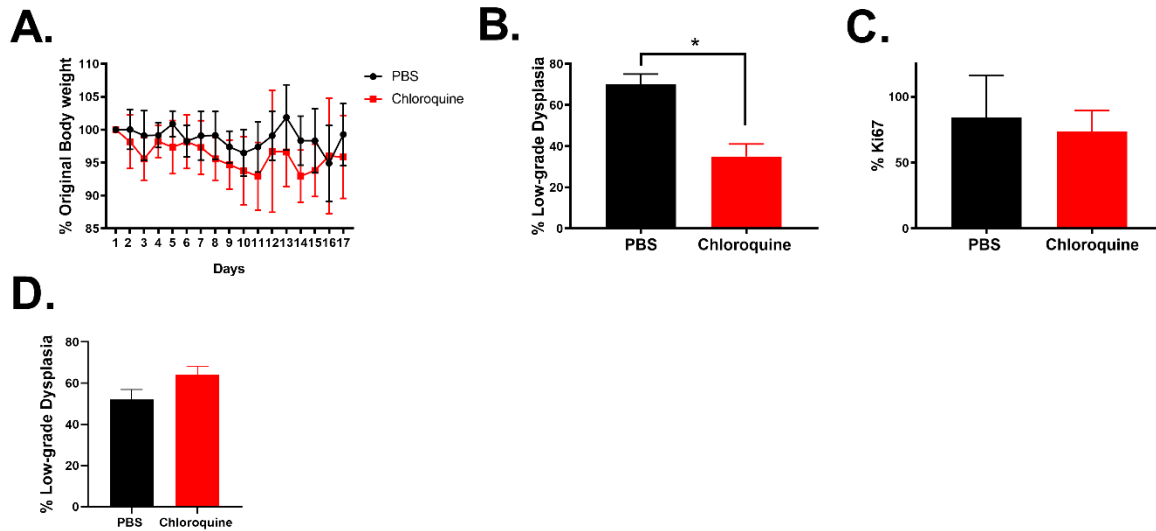 A.
% Original Body weight
110
105
100
95
90
85
1 2 3 4 5 6 7 8 9 10 11 12 13 14 15 16 17
Days
PBS
Chloroquine
B.
*
% Low-grade Dysplasia
80
60
40
20
0
PBS Chloroquine
C.
% Ki67
100
50
0
PBS Chloroquine
D.
% Low-grade Dysplasia
80
60
40
20
0
PBS Chloroquine